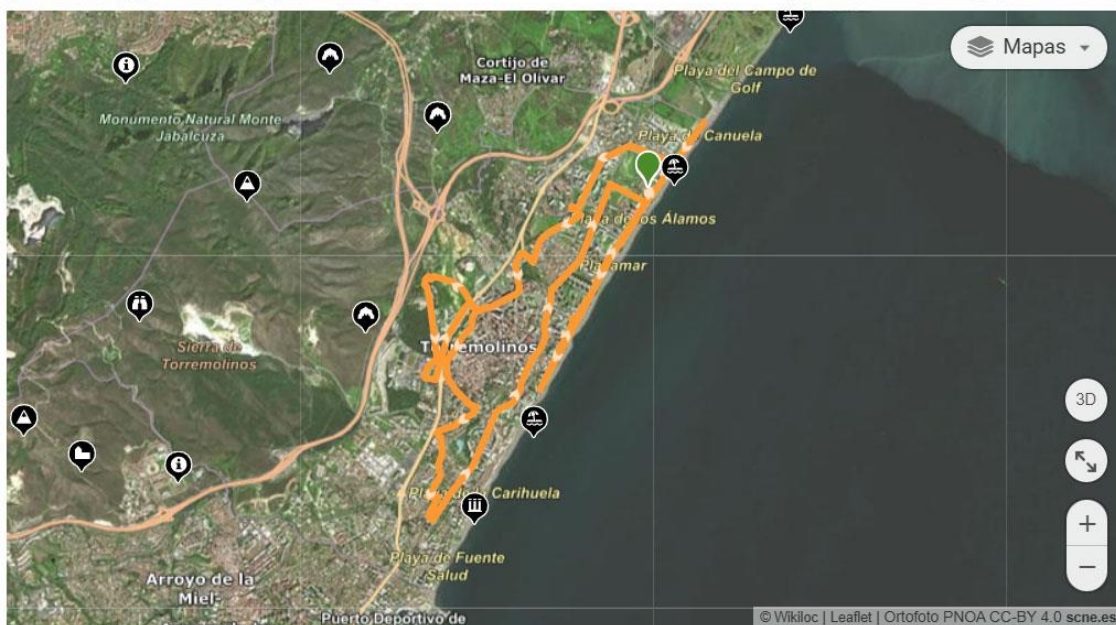 Mapas
Cortijo de
Maza-El Olivar
Playa del Campo de
Golf
Monumento Natural Monte
Jabalcuza
Playa de Canuela
Playa de los Álamos
Playamar
Torremolinos
Sierra de
Torremolinos
3D
Playa de la Carihuela
Playa de Fuente
Salud
Arroyo de la
Miel-
Puerto Deportivo de
+
−
© Wikiloc | Leaflet | Ortofoto PNOA CC-BY 4.0 scne.es